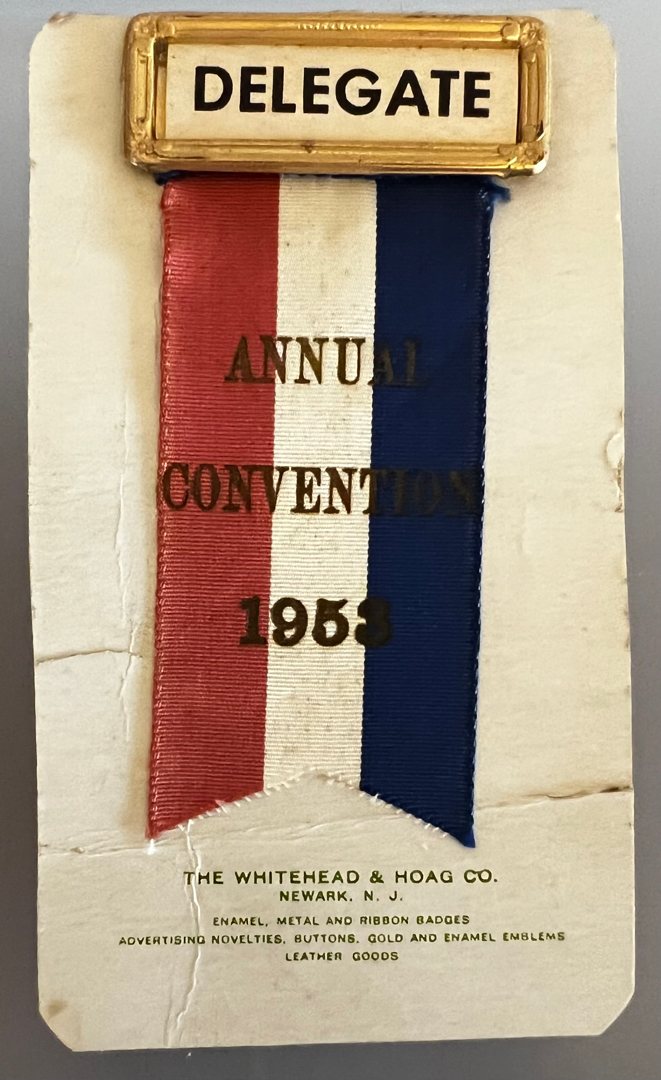 DELEGATE
ANNUAL
CONVENTION
1953
THE WHITEHEAD & HOAG CO.
NEWARK, N. J.
ENAMEL, METAL AND RIBBON BADGES
ADVERTISING NOVELTIES, BUTTONS, GOLD AND ENAMEL EMBLEMS
LEATHER GOODS